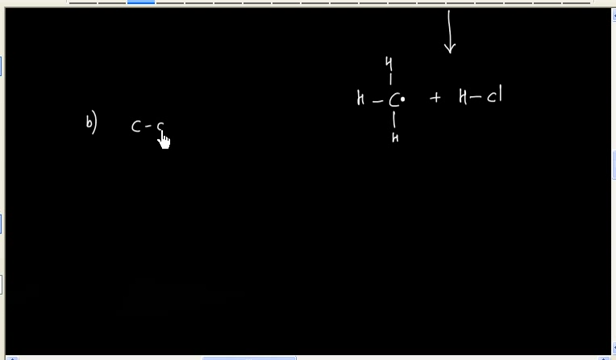 H
|
H – C• + H – Cl
|
H
b) C – C